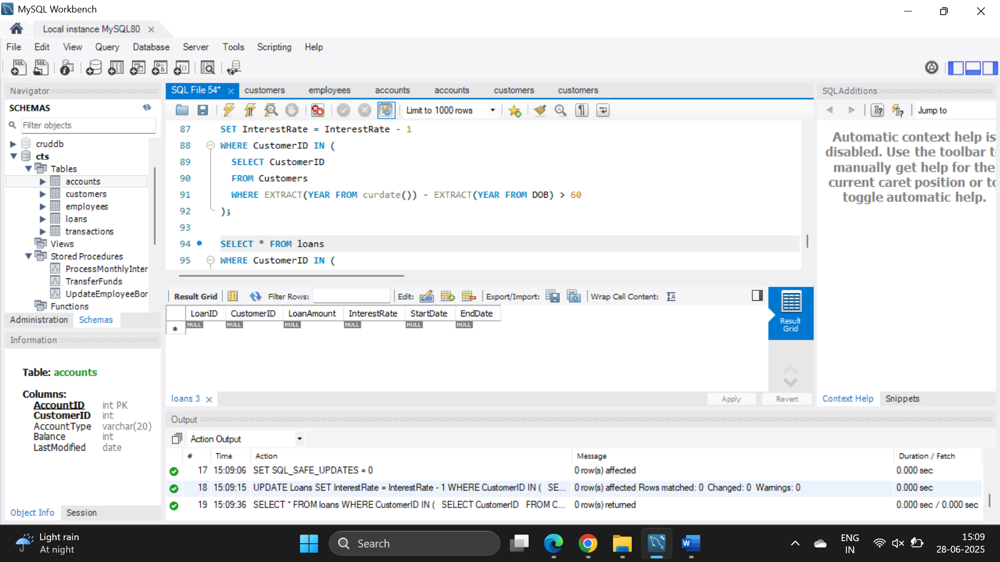 MySQL Workbench
Local instance MySQL80
File Edit View Query Database Server Tools Scripting Help
Navigator
SCHEMAS
Filter objects
cruddb
cts
Tables
accounts
customers
employees
loans
transactions
Views
Stored Procedures
ProcessMonthlyInter
TransferFunds
UpdateEmployeeBor
Functions
Administration Schemas
Information
Table: accounts
Columns:
AccountID int PK
CustomerID int
AccountType varchar(20)
Balance int
LastModified date
Object Info Session
SQL File 54* customers employees accounts accounts customers customers
Limit to 1000 rows
87 SET InterestRate = InterestRate - 1
88 WHERE CustomerID IN (
89 SELECT CustomerID
90 FROM Customers
91 WHERE EXTRACT(YEAR FROM curdate()) - EXTRACT(YEAR FROM DOB) > 60
92 );
93
94 SELECT * FROM loans
95 WHERE CustomerID IN (
Result Grid Filter Rows: Edit: Export/Import: Wrap Cell Content:
LoanID CustomerID LoanAmount InterestRate StartDate EndDate
NULL NULL NULL NULL NULL NULL
Result
Grid
loans 3
Apply Revert
SQLAdditions
Jump to
Automatic context help is
disabled. Use the toolbar t
manually get help for the
current caret position or to
toggle automatic help.
Context Help Snippets
Output
Action Output
# Time Action Message Duration / Fetch
17 15:09:06 SET SQL_SAFE_UPDATES = 0 0 row(s) affected 0.000 sec
18 15:09:15 UPDATE Loans SET InterestRate = InterestRate - 1 WHERE CustomerID IN ( SE... 0 row(s) affected Rows matched: 0 Changed: 0 Warnings: 0 0.000 sec
19 15:09:36 SELECT * FROM loans WHERE CustomerID IN ( SELECT CustomerID FROM C... 0 row(s) returned 0.000 sec / 0.000 sec
Light rain
At night
Search
ENG
IN
15:09
28-06-2025